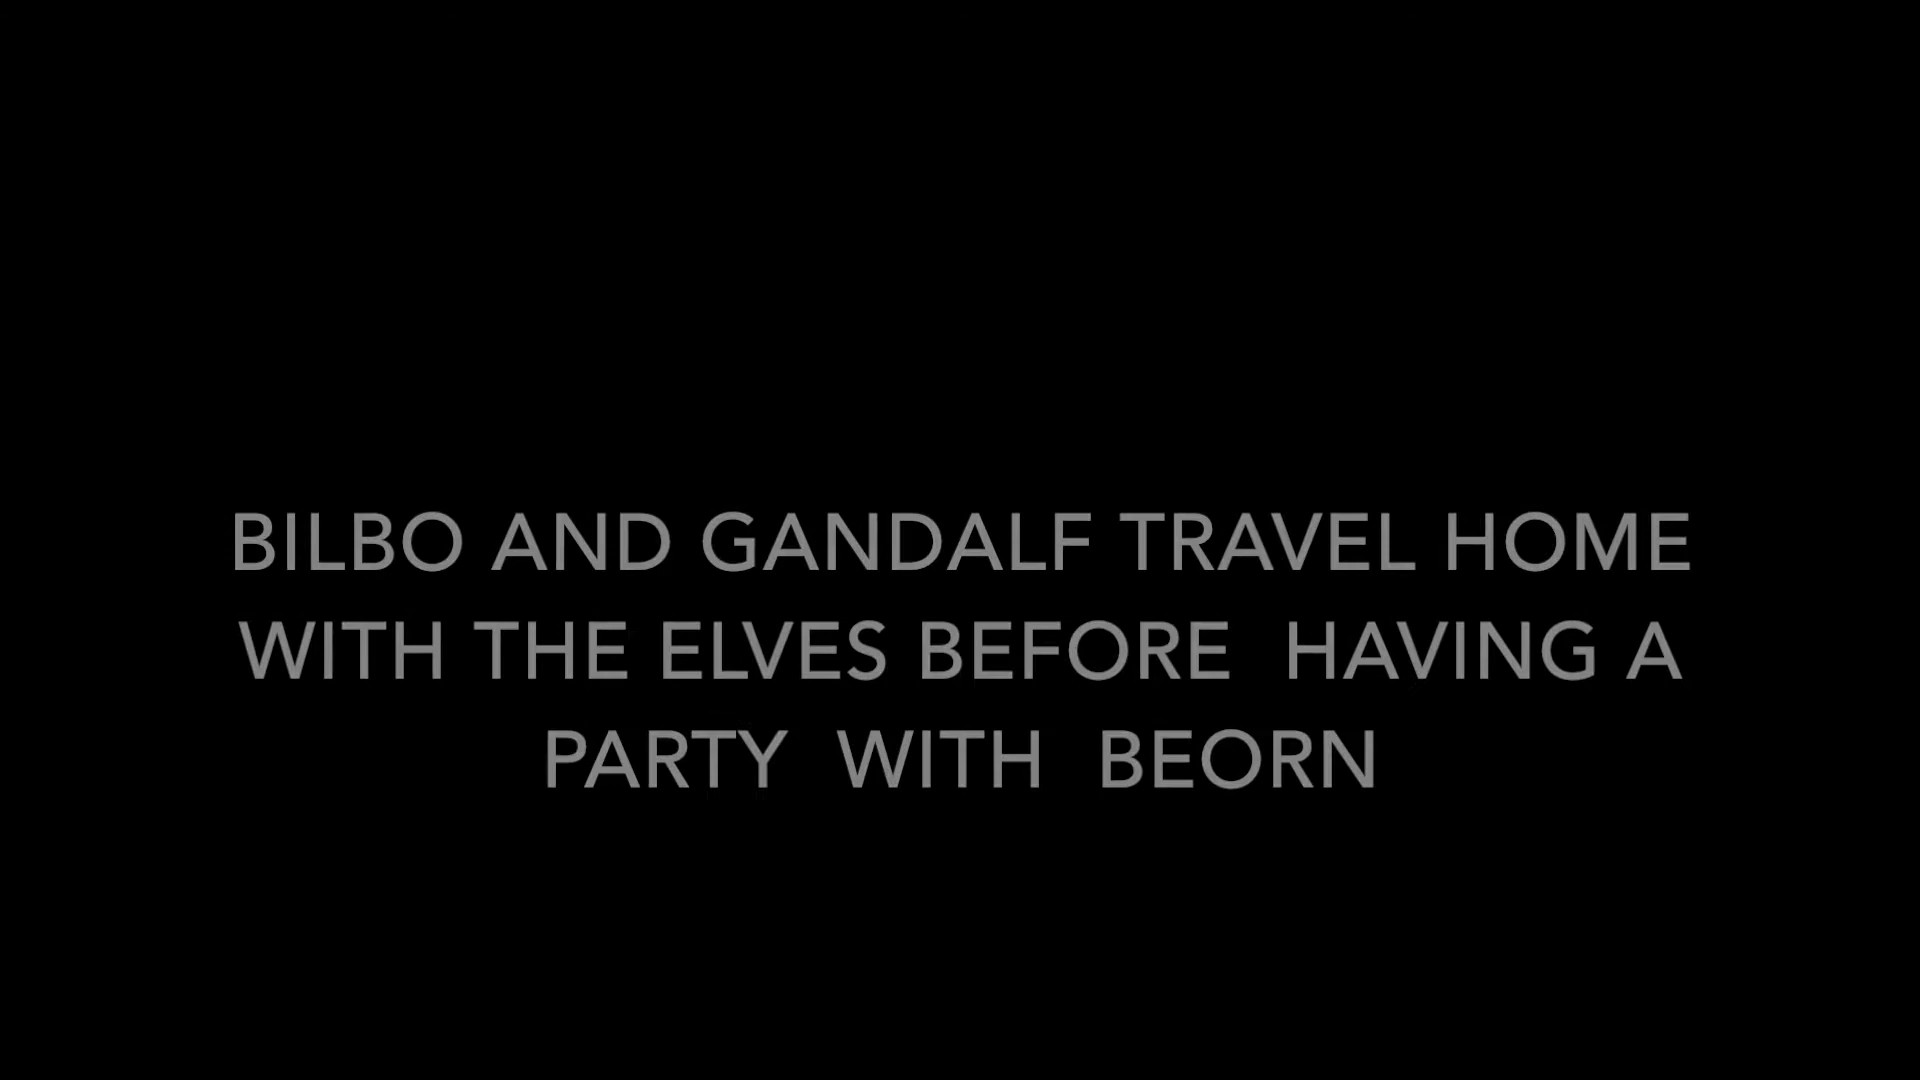 BILBO AND GANDALF TRAVEL HOME
WITH THE ELVES BEFORE  HAVING A
PARTY  WITH  BEORN